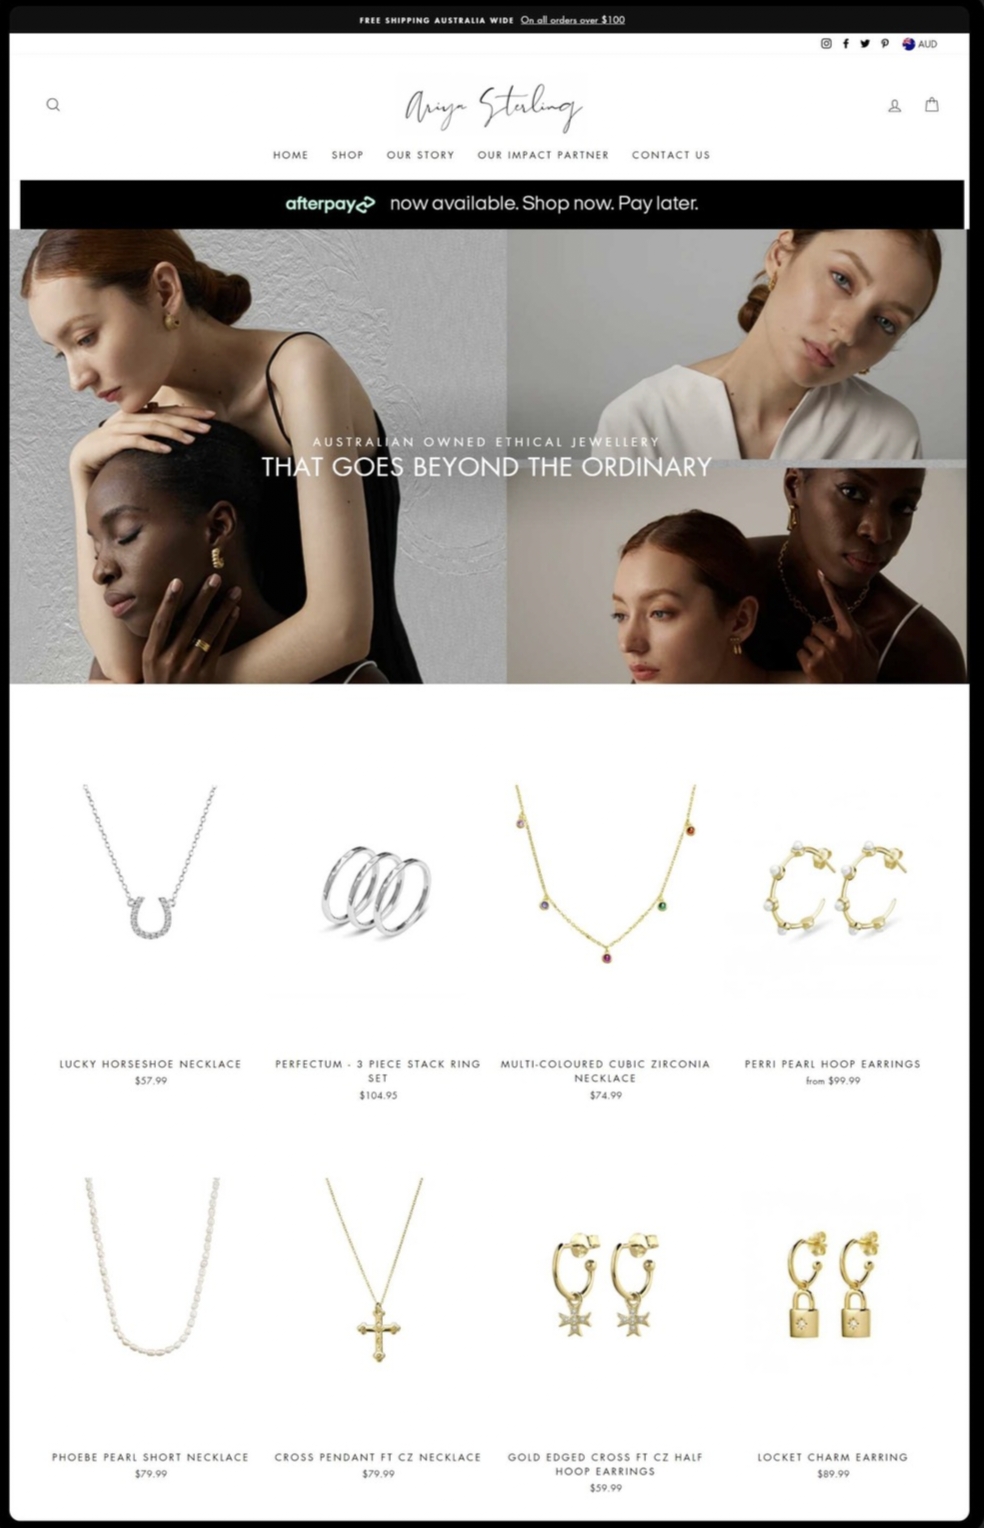 FREE SHIPPING AUSTRALIA WIDE On all orders over $100
AUD
Ariya Sterling
HOME SHOP OUR STORY OUR IMPACT PARTNER CONTACT US
afterpay now available. Shop now. Pay later.
AUSTRALIAN OWNED ETHICAL JEWELLERY
THAT GOES BEYOND THE ORDINARY
LUCKY HORSESHOE NECKLACE
$57.99
PERFECTUM - 3 PIECE STACK RING
SET
$104.95
MULTI-COLOURED CUBIC ZIRCONIA
NECKLACE
$74.99
PERRI PEARL HOOP EARRINGS
from $99.99
PHOEBE PEARL SHORT NECKLACE
$79.99
CROSS PENDANT FT CZ NECKLACE
$79.99
GOLD EDGED CROSS FT CZ HALF
HOOP EARRINGS
$59.99
LOCKET CHARM EARRING
$89.99